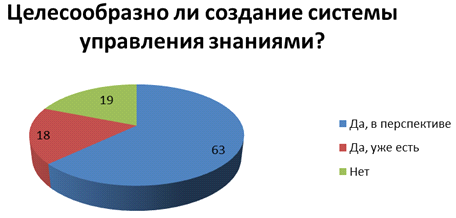 Целесообразно ли создание системы
управления знаниями?
19
18
63
Да, в перспективе
Да, уже есть
Нет